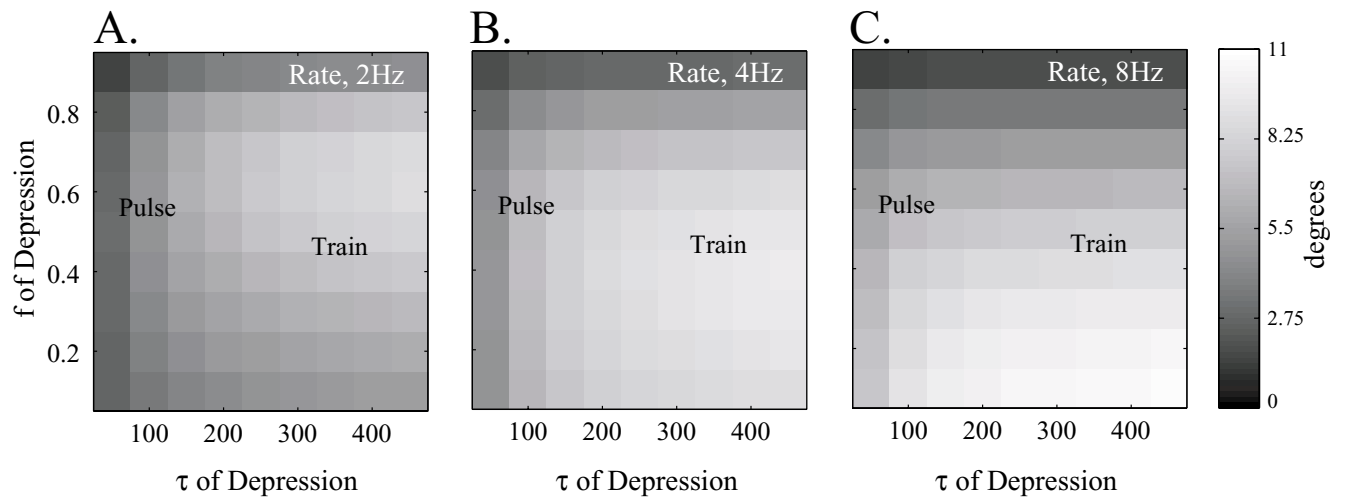 A.
B.
C.
Rate, 2Hz
Rate, 4Hz
Rate, 8Hz
Pulse
Train
Pulse
Train
Pulse
Train
f of Depression
0.8
0.6
0.4
0.2
100 200 300 400
100 200 300 400
100 200 300 400
τ of Depression
τ of Depression
τ of Depression
11
8.25
5.5
2.75
0
degrees